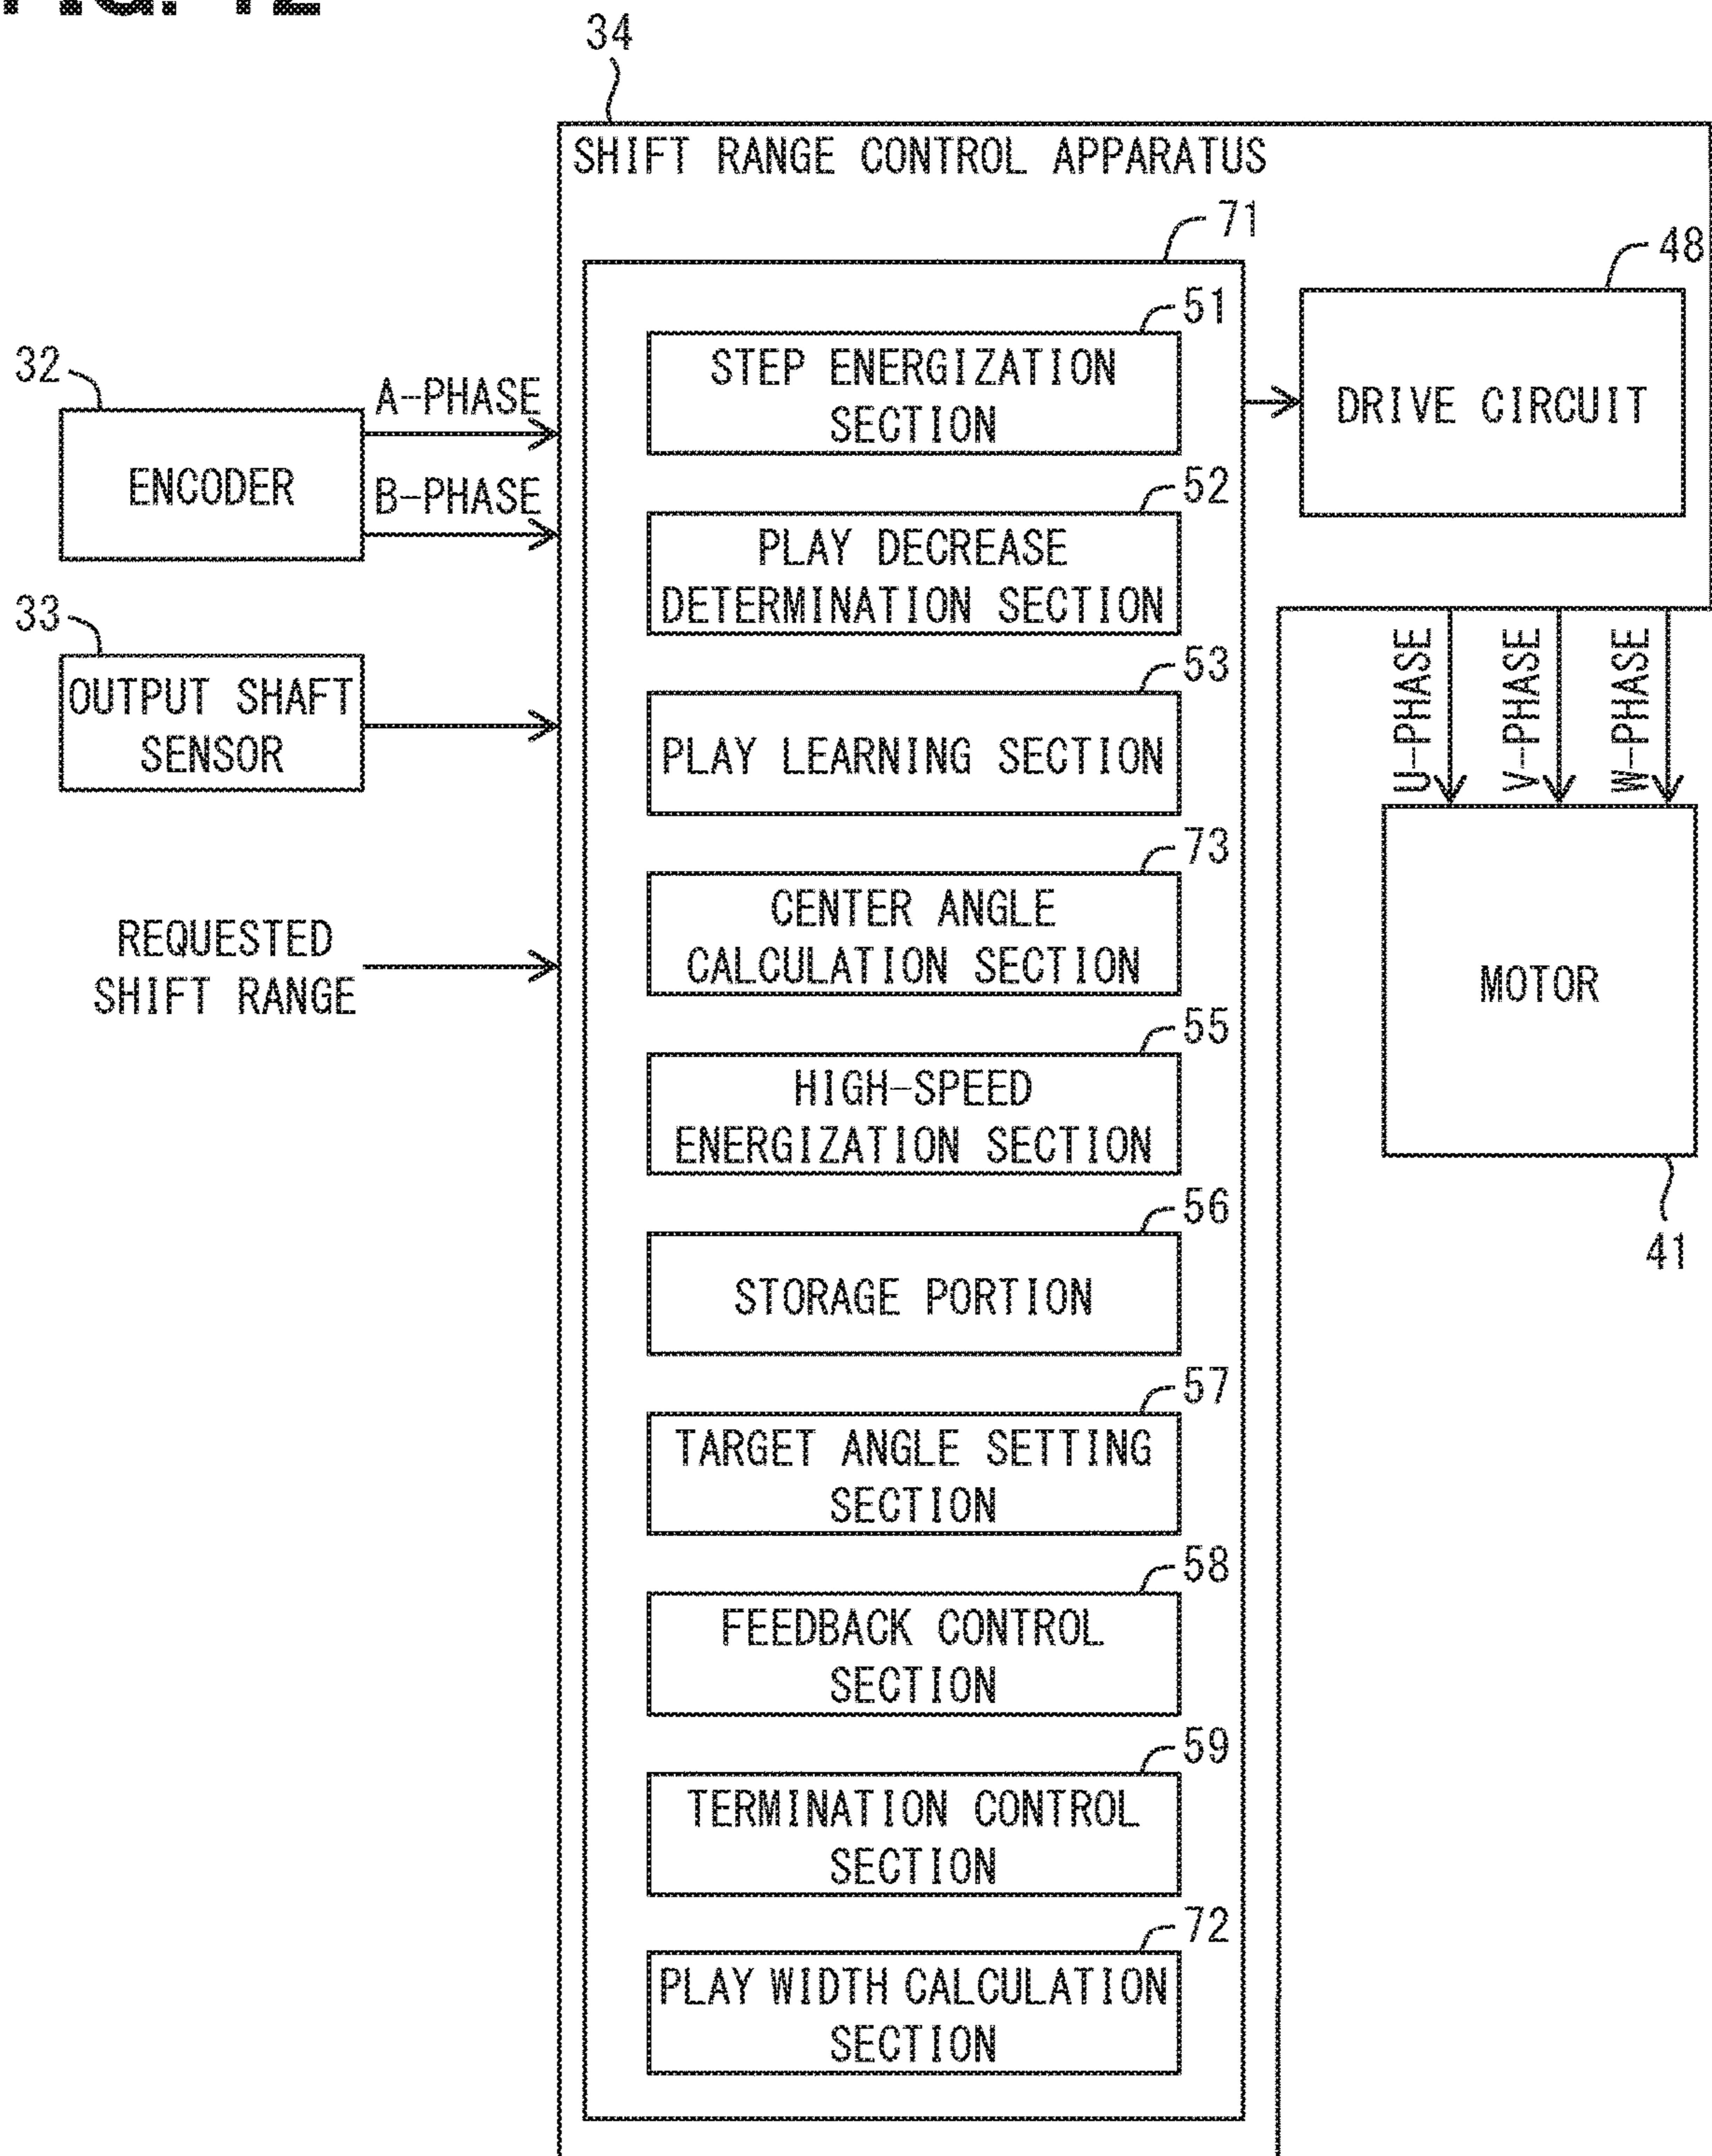 FIG. 12
34
SHIFT RANGE CONTROL APPARATUS
71
48
51
STEP ENERGIZATION
SECTION
DRIVE CIRCUIT
32
ENCODER
A-PHASE
B-PHASE
52
PLAY DECREASE
DETERMINATION SECTION
33
OUTPUT SHAFT
SENSOR
53
PLAY LEARNING SECTION
U-PHASE
V-PHASE
W-PHASE
73
CENTER ANGLE
CALCULATION SECTION
REQUESTED
SHIFT RANGE
MOTOR
41
55
HIGH-SPEED
ENERGIZATION SECTION
56
STORAGE PORTION
57
TARGET ANGLE SETTING
SECTION
58
FEEDBACK CONTROL
SECTION
59
TERMINATION CONTROL
SECTION
72
PLAY WIDTH CALCULATION
SECTION